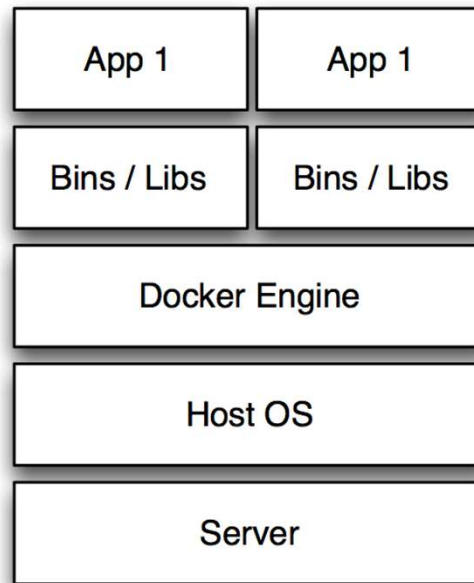 App 1
App 1
Bins / Libs
Bins / Libs
Docker Engine
Host OS
Server